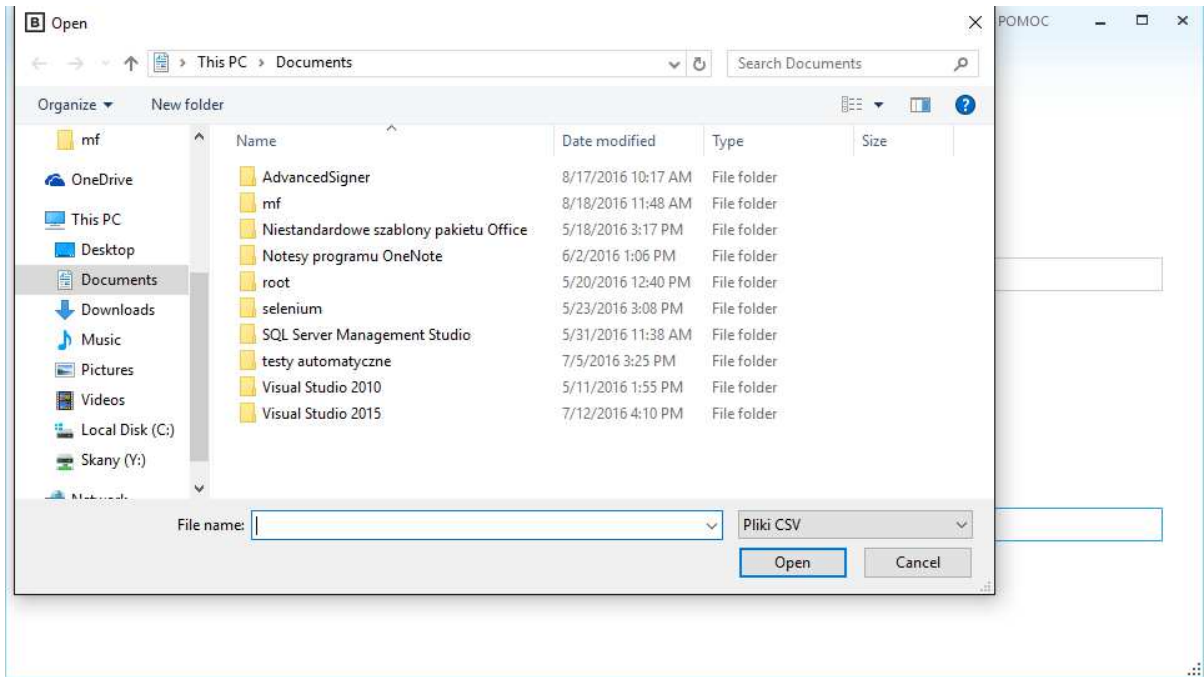 B Open
POMOC
This PC > Documents
Search Documents
Organize
New folder
Name
Date modified
Type
Size
mf
OneDrive
This PC
Desktop
Documents
Downloads
Music
Pictures
Videos
Local Disk (C:)
Skany (Y:)
Network
AdvancedSigner 8/17/2016 10:17 AM File folder
mf 8/18/2016 11:48 AM File folder
Niestandardowe szablony pakietu Office 5/18/2016 3:17 PM File folder
Notesy programu OneNote 6/2/2016 1:06 PM File folder
root 5/20/2016 12:40 PM File folder
selenium 5/23/2016 3:08 PM File folder
SQL Server Management Studio 5/31/2016 11:38 AM File folder
testy automatyczne 7/5/2016 3:25 PM File folder
Visual Studio 2010 5/11/2016 1:55 PM File folder
Visual Studio 2015 7/12/2016 4:10 PM File folder
File name:
Pliki CSV
Open
Cancel